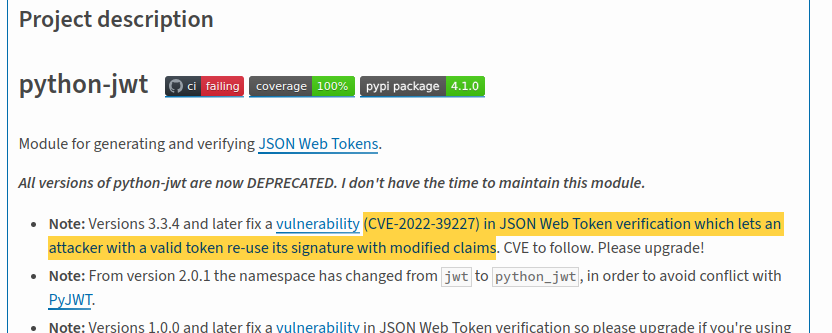 Project description
python-jwt ci failing coverage 100% pypi package 4.1.0
Module for generating and verifying JSON Web Tokens.
All versions of python-jwt are now DEPRECATED. I don't have the time to maintain this module.
• Note: Versions 3.3.4 and later fix a vulnerability (CVE-2022-39227) in JSON Web Token verification which lets an
attacker with a valid token re-use its signature with modified claims. CVE to follow. Please upgrade!
• Note: From version 2.0.1 the namespace has changed from jwt to python_jwt, in order to avoid conflict with
PyJWT.
• Note: Versions 1.0.0 and later fix a vulnerability in JSON Web Token verification so please upgrade if you're using